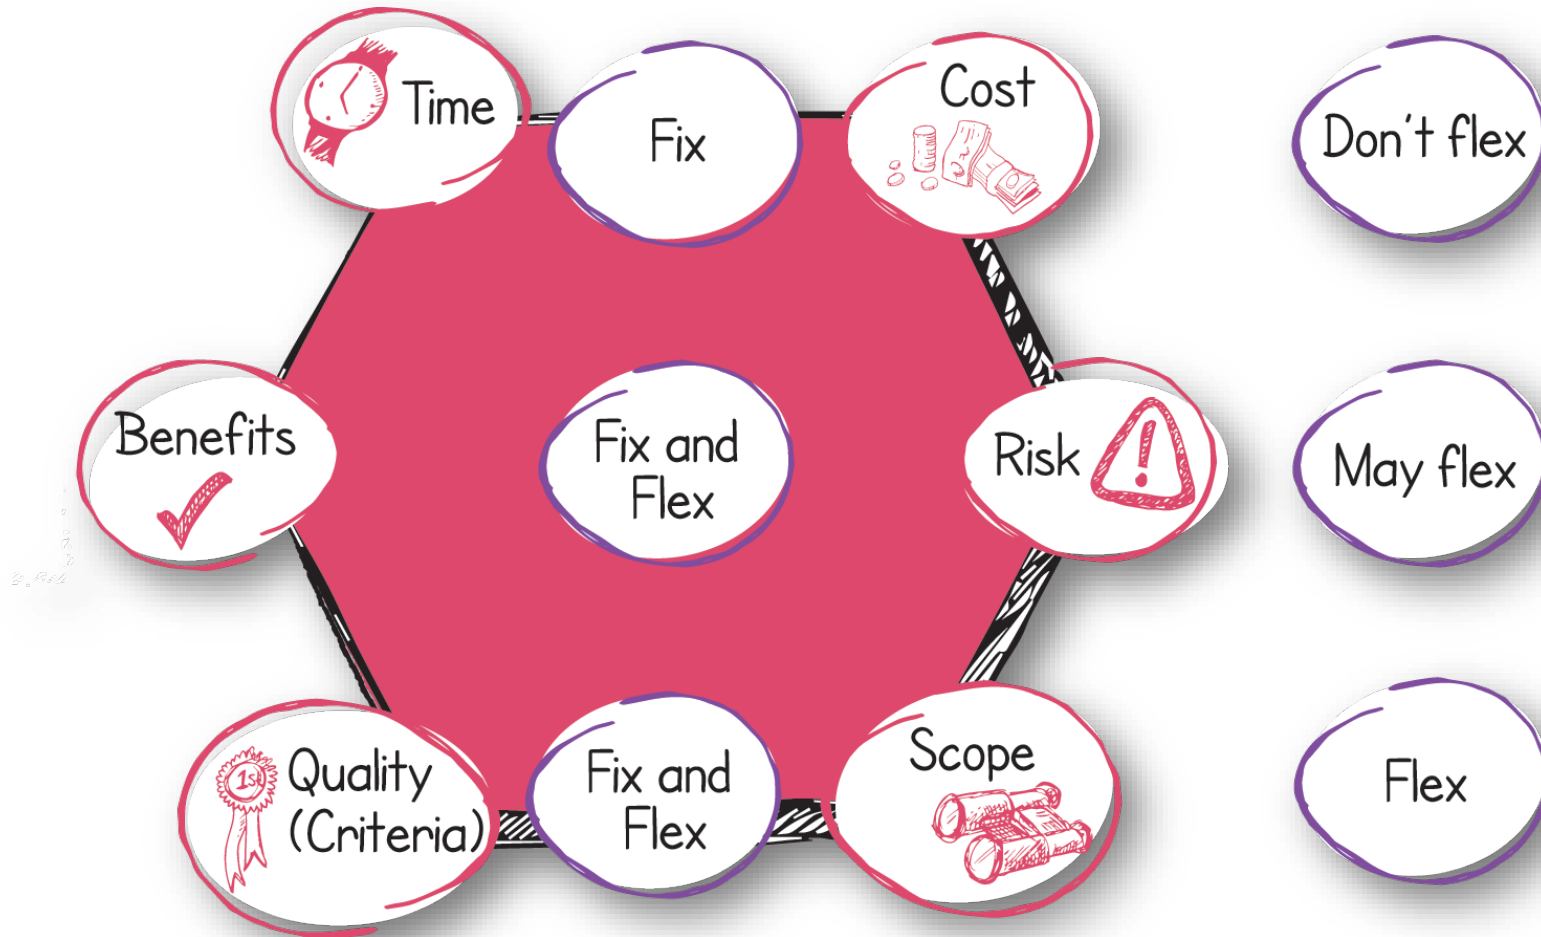 Time
Fix
Cost
Don't flex
Benefits
Fix and
Flex
Risk
!
May flex
1st
Quality
(Criteria)
Fix and
Flex
Scope
Flex